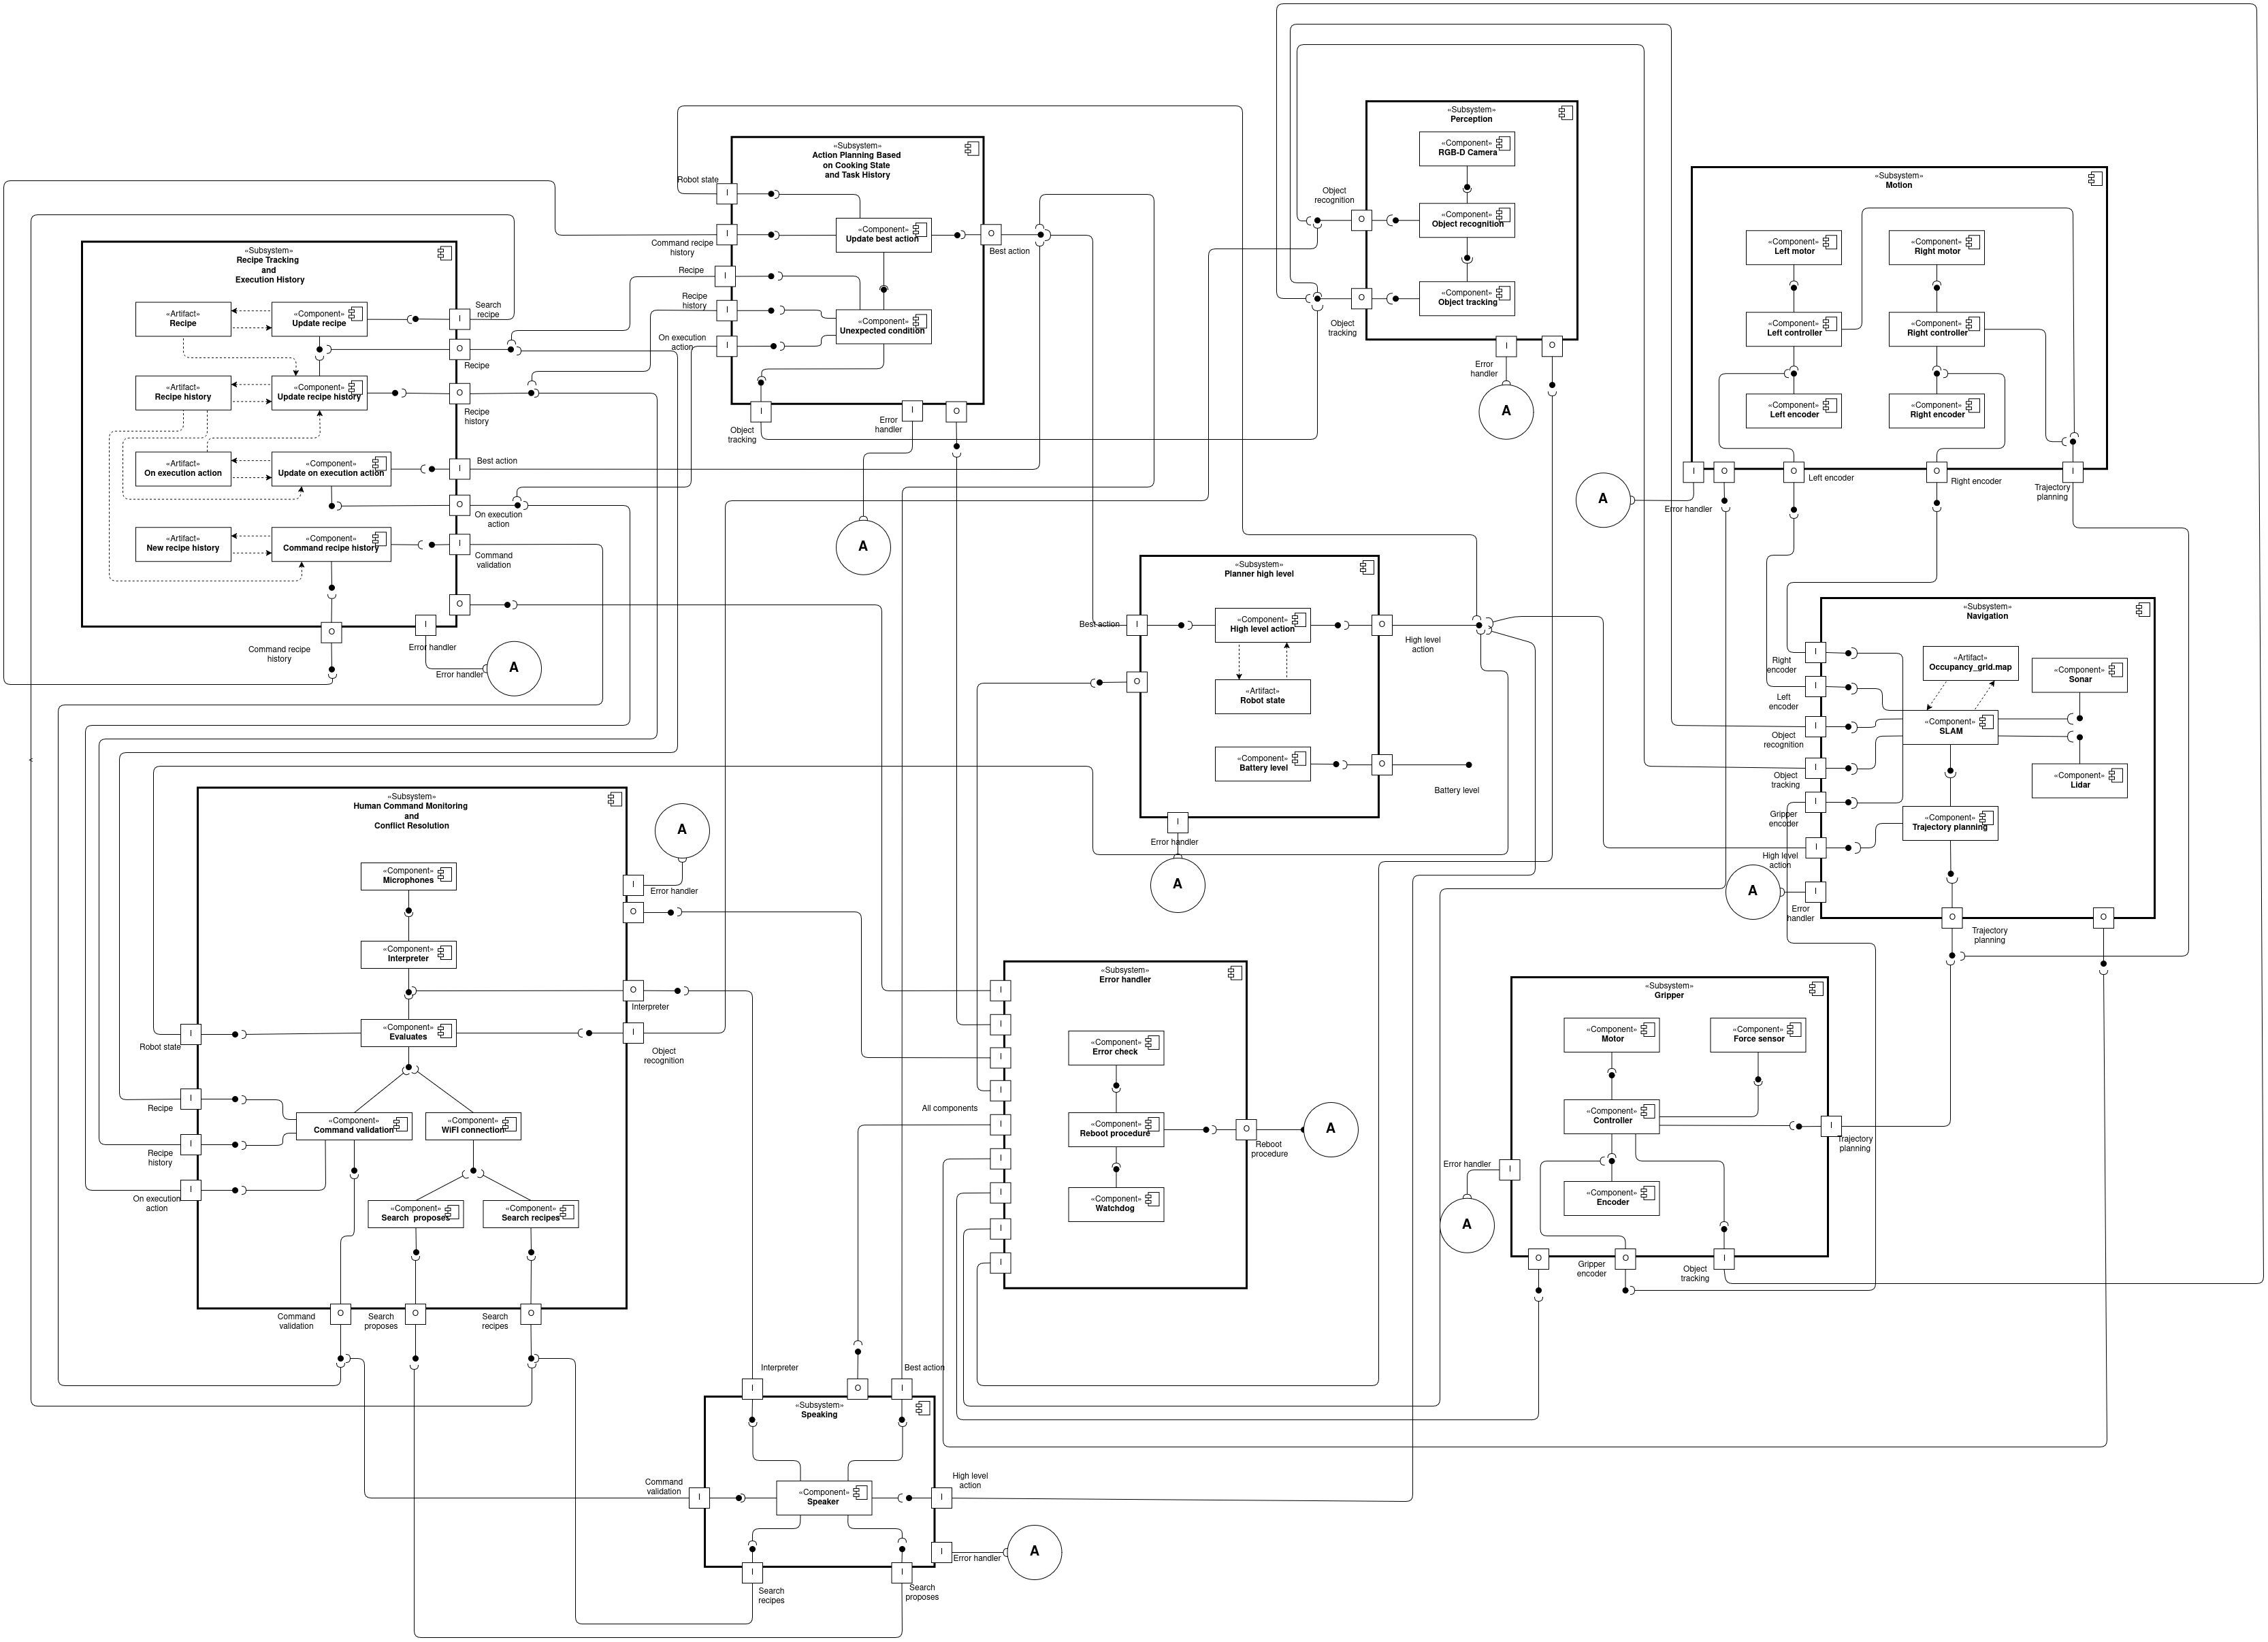 «Subsystem»
Perception
«Component»
RGB-D Camera
Object
recognition
O
«Component»
Object recognition
Object
tracking
O
«Component»
Object tracking
I
O
Error
handler
A
«Subsystem»
Action Planning Based
on Cooking State
and Task History
Robot state
I
Command recipe
history
I
«Component»
Update best action
O
Best action
Recipe
I
Recipe
history
I
«Component»
Unexpected condition
On execution
action
I
I
Object
tracking
I
Error
handler
O
A
«Subsystem»
Motion
«Component»
Left motor
«Component»
Right motor
«Component»
Left controller
«Component»
Right controller
«Component»
Left encoder
«Component»
Right encoder
I
O
O
Left encoder
O
Right encoder
I
Trajectory
planning
Error handler
A
«Subsystem»
Recipe Tracking
and
Execution History
«Artifact»
Recipe
«Component»
Update recipe
Search
recipe
I
O
Recipe
«Artifact»
Recipe history
«Component»
Update recipe history
O
Recipe
history
«Artifact»
On execution action
«Component»
Update on execution action
I
Best action
O
On execution
action
«Artifact»
New recipe history
«Component»
Command recipe history
I
Command
validation
O
O
Command recipe
history
I
Error handler
Error handler
A
<
«Subsystem»
Planner high level
Best action
I
«Component»
High level action
O
High level
action
O
«Artifact»
Robot state
«Component»
Battery level
O
Battery level
I
Error handler
A
«Subsystem»
Navigation
I
Right
encoder
«Artifact»
Occupancy_grid.map
«Component»
Sonar
I
Left
encoder
I
Object
recognition
«Component»
SLAM
I
Object
tracking
«Component»
Lidar
I
Gripper
encoder
«Component»
Trajectory planning
I
High level
action
I
Error
handler
A
O
Trajectory
planning
O
«Subsystem»
Human Command Monitoring
and
Conflict Resolution
A
«Component»
Microphones
I
Error handler
O
«Component»
Interpreter
O
Interpreter
I
Robot state
«Component»
Evaluates
I
Object
recognition
I
Recipe
«Component»
Command validation
«Component»
WiFI connection
I
Recipe
history
I
On execution
action
«Component»
Search proposes
«Component»
Search recipes
O
Command
validation
O
Search
proposes
O
Search
recipes
«Subsystem»
Error handler
I
I
I
I
All components
I
I
I
I
I
«Component»
Error check
«Component»
Reboot procedure
O
Reboot
procedure
A
«Component»
Watchdog
«Subsystem»
Gripper
«Component»
Motor
«Component»
Force sensor
«Component»
Controller
I
Trajectory
planning
Error handler
I
A
«Component»
Encoder
O
O
Gripper
encoder
I
Object
tracking
Interpreter
I
O
Best action
I
«Subsystem»
Speaking
Command
validation
I
«Component»
Speaker
High level
action
I
I
Error handler
A
I
Search
recipes
I
Search
proposes